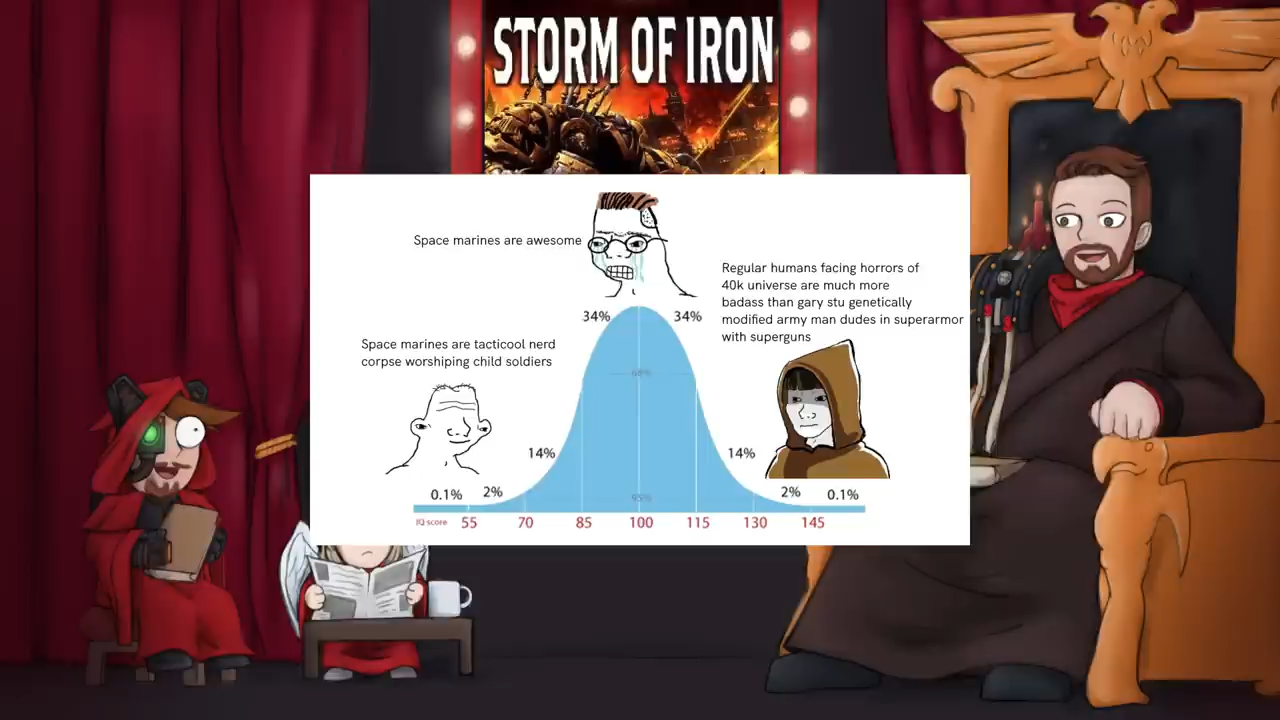 STORM OF IRON
Space marines are awesome
Regular humans facing horrors of
40k universe are much more
badass than gary stu genetically
modified army man dudes in superarmor
with superguns
34%
34%
Space marines are tacticool nerd
corpse worshiping child soldiers
68%
14%
14%
0.1%
2%
95%
2%
0.1%
IQ score
55
70
85
100
115
130
145